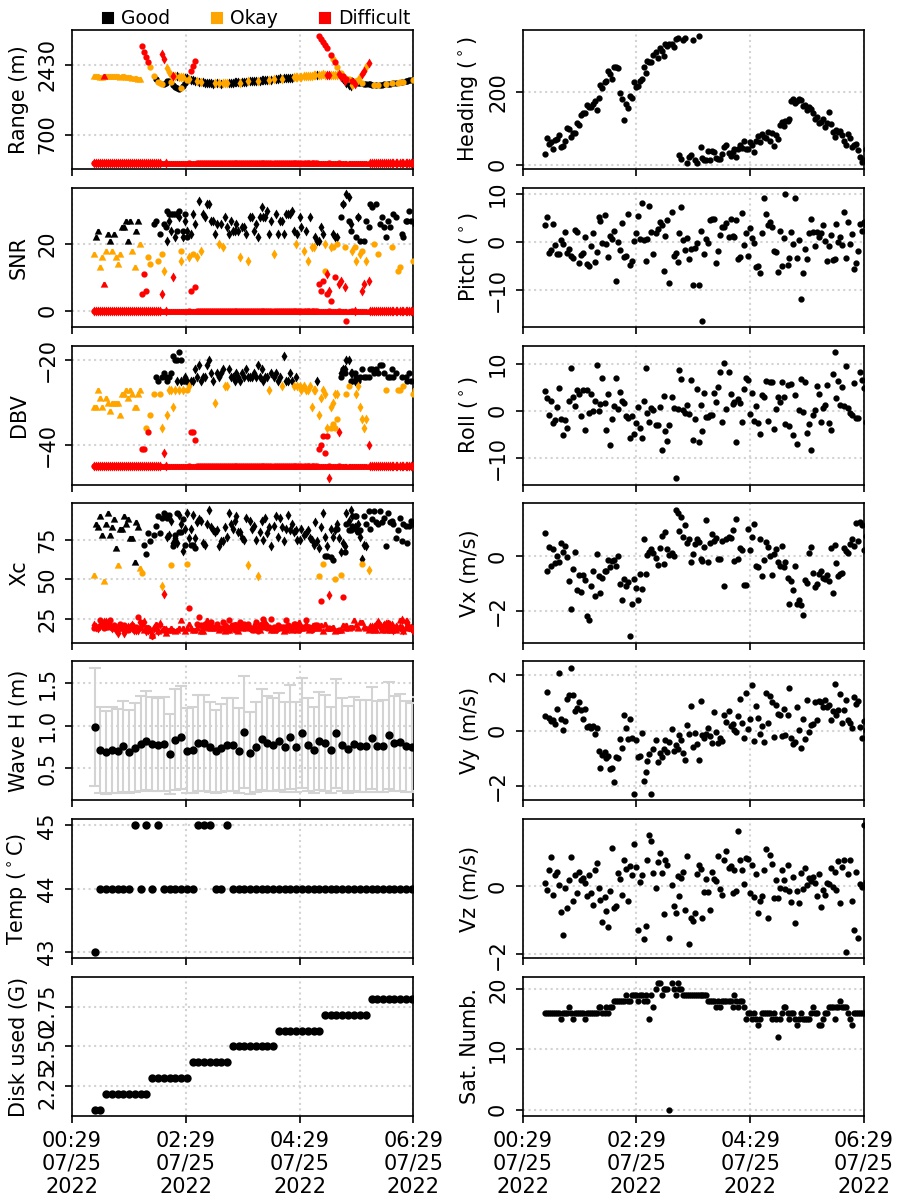 Good Okay Difficult
Range (m)
2430
700
Heading (°)
200
0
SNR
20
0
Pitch (°)
10
0
−10
DBV
−20
−40
Roll (°)
10
0
−10
Xc
75
50
25
Vx (m/s)
0
−2
Wave H (m)
1.5
1.0
0.5
Vy (m/s)
2
0
−2
Temp (°C)
45
44
43
Vz (m/s)
0
−2
Disk used (G)
2.75
2.50
2.25
Sat. Numb.
20
10
0
00:29 02:29 04:29 06:29
07/25 07/25 07/25 07/25
2022 2022 2022 2022
00:29 02:29 04:29 06:29
07/25 07/25 07/25 07/25
2022 2022 2022 2022